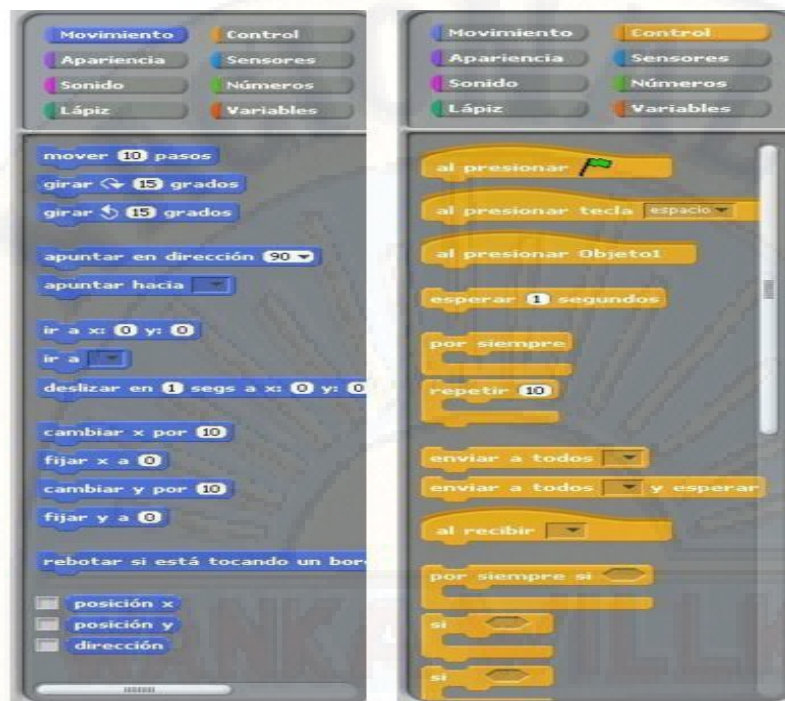 Movimiento Control
Apariencia Sensores
Sonido Números
Lápiz Variables
mover 10 pasos
girar 15 grados
girar 15 grados
apuntar en dirección 90
apuntar hacia
ir a x: 0 y: 0
ir a
deslizar en 1 segs a x: 0 y: 0
cambiar x por 10
fijar x a 0
cambiar y por 10
fijar y a 0
rebotar si está tocando un bor
posición x
posición y
dirección
Movimiento Control
Apariencia Sensores
Sonido Números
Lápiz Variables
al presionar
al presionar tecla espacio
al presionar Objeto1
esperar 1 segundos
por siempre
repetir 10
enviar a todos
enviar a todos y esperar
al recibir
por siempre si
si
si